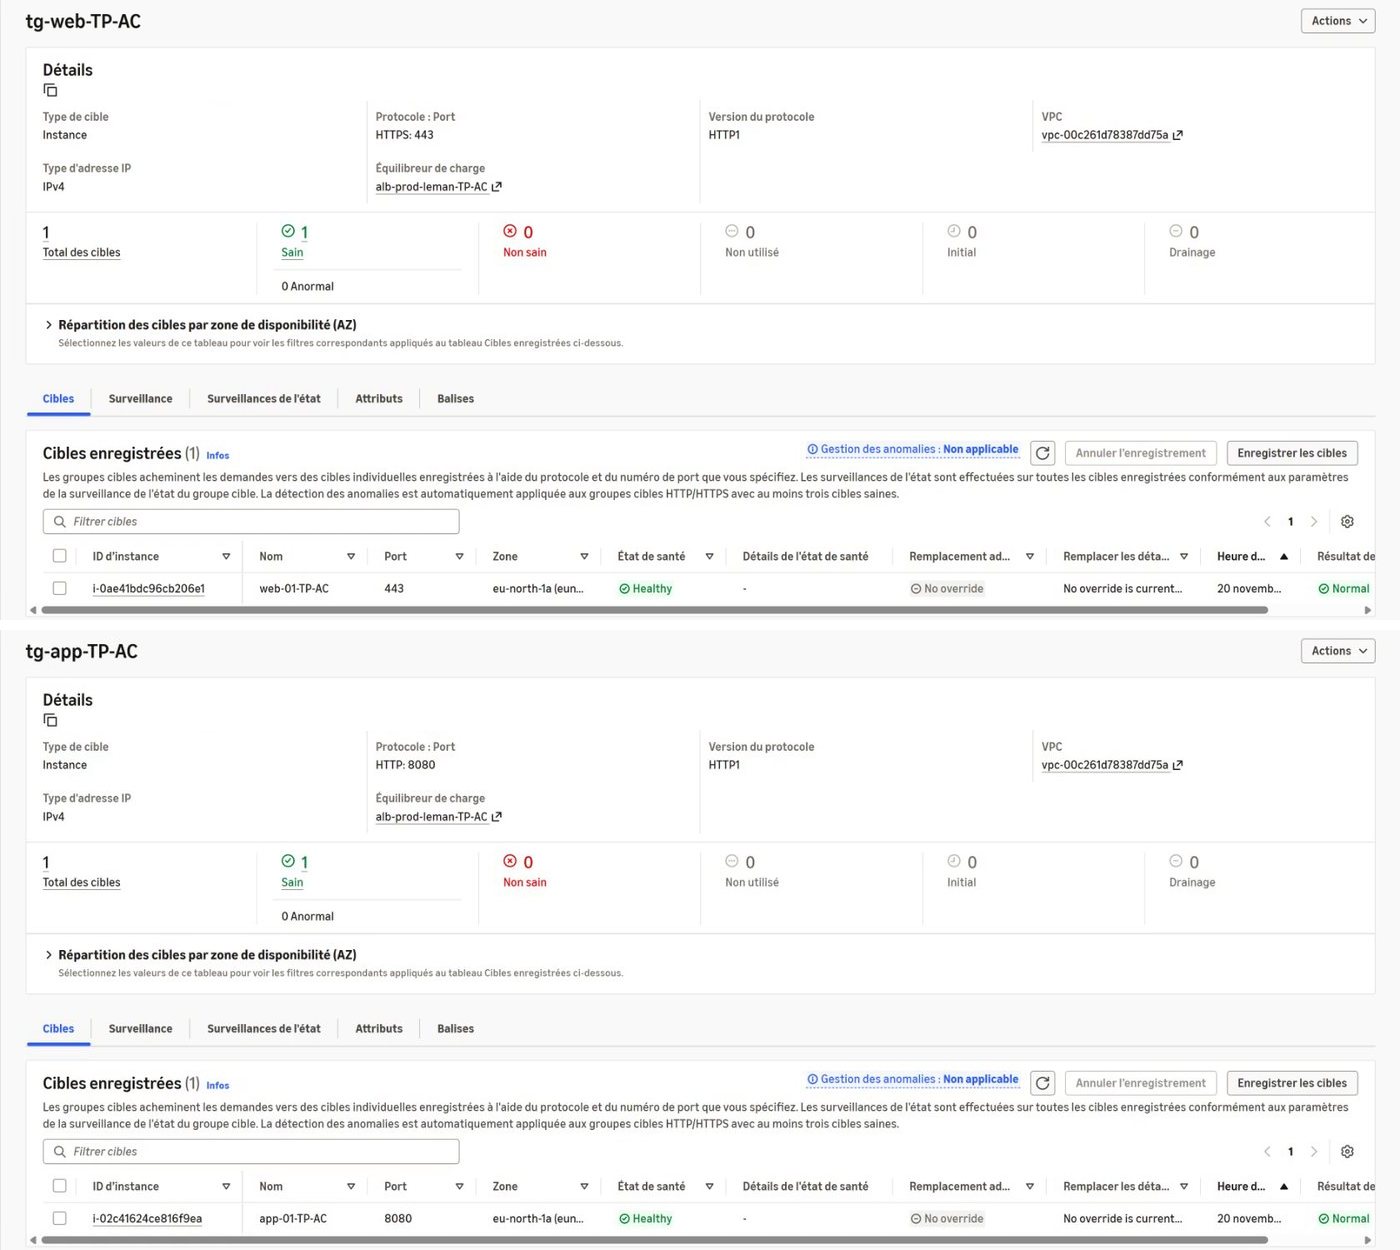 tg-web-TP-AC
Actions
Détails
Type de cible
Instance
Protocole : Port
HTTPS: 443
Version du protocole
HTTP1
VPC
vpc-00c261d78387dd75a
Type d'adresse IP
IPv4
Équilibreur de charge
alb-prod-leman-TP-AC
1
Total des cibles
1
Sain
0 Anormal
0
Non sain
0
Non utilisé
0
Initial
0
Drainage
Répartition des cibles par zone de disponibilité (AZ)
Sélectionnez les valeurs de ce tableau pour voir les filtres correspondants appliqués au tableau Cibles enregistrées ci-dessous.
Cibles Surveillance Surveillances de l'état Attributs Balises
Cibles enregistrées (1) Infos
Gestion des anomalies : Non applicable
Annuler l'enregistrement
Enregistrer les cibles
Les groupes cibles acheminent les demandes vers des cibles individuelles enregistrées à l'aide du protocole et du numéro de port que vous spécifiez. Les surveillances de l'état sont effectuées sur toutes les cibles enregistrées conformément aux paramètres
de la surveillance de l'état du groupe cible. La détection des anomalies est automatiquement appliquée aux groupes cibles HTTP/HTTPS avec au moins trois cibles saines.
Filtrer cibles
1
ID d'instance Nom Port Zone État de santé Détails de l'état de santé Remplacement ad... Remplacer les déta... Heure d... Résultat de
i-0ae41bdc96cb206e1 web-01-TP-AC 443 eu-north-1a (eun... Healthy - No override No override is current... 20 novemb... Normal
tg-app-TP-AC
Actions
Détails
Type de cible
Instance
Protocole : Port
HTTP: 8080
Version du protocole
HTTP1
VPC
vpc-00c261d78387dd75a
Type d'adresse IP
IPv4
Équilibreur de charge
alb-prod-leman-TP-AC
1
Total des cibles
1
Sain
0 Anormal
0
Non sain
0
Non utilisé
0
Initial
0
Drainage
Répartition des cibles par zone de disponibilité (AZ)
Sélectionnez les valeurs de ce tableau pour voir les filtres correspondants appliqués au tableau Cibles enregistrées ci-dessous.
Cibles Surveillance Surveillances de l'état Attributs Balises
Cibles enregistrées (1) Infos
Gestion des anomalies : Non applicable
Annuler l'enregistrement
Enregistrer les cibles
Les groupes cibles acheminent les demandes vers des cibles individuelles enregistrées à l'aide du protocole et du numéro de port que vous spécifiez. Les surveillances de l'état sont effectuées sur toutes les cibles enregistrées conformément aux paramètres
de la surveillance de l'état du groupe cible. La détection des anomalies est automatiquement appliquée aux groupes cibles HTTP/HTTPS avec au moins trois cibles saines.
Filtrer cibles
1
ID d'instance Nom Port Zone État de santé Détails de l'état de santé Remplacement ad... Remplacer les déta... Heure d... Résultat de
i-02c41624ce816f9ea app-01-TP-AC 8080 eu-north-1a (eun... Healthy - No override No override is current... 20 novemb... Normal